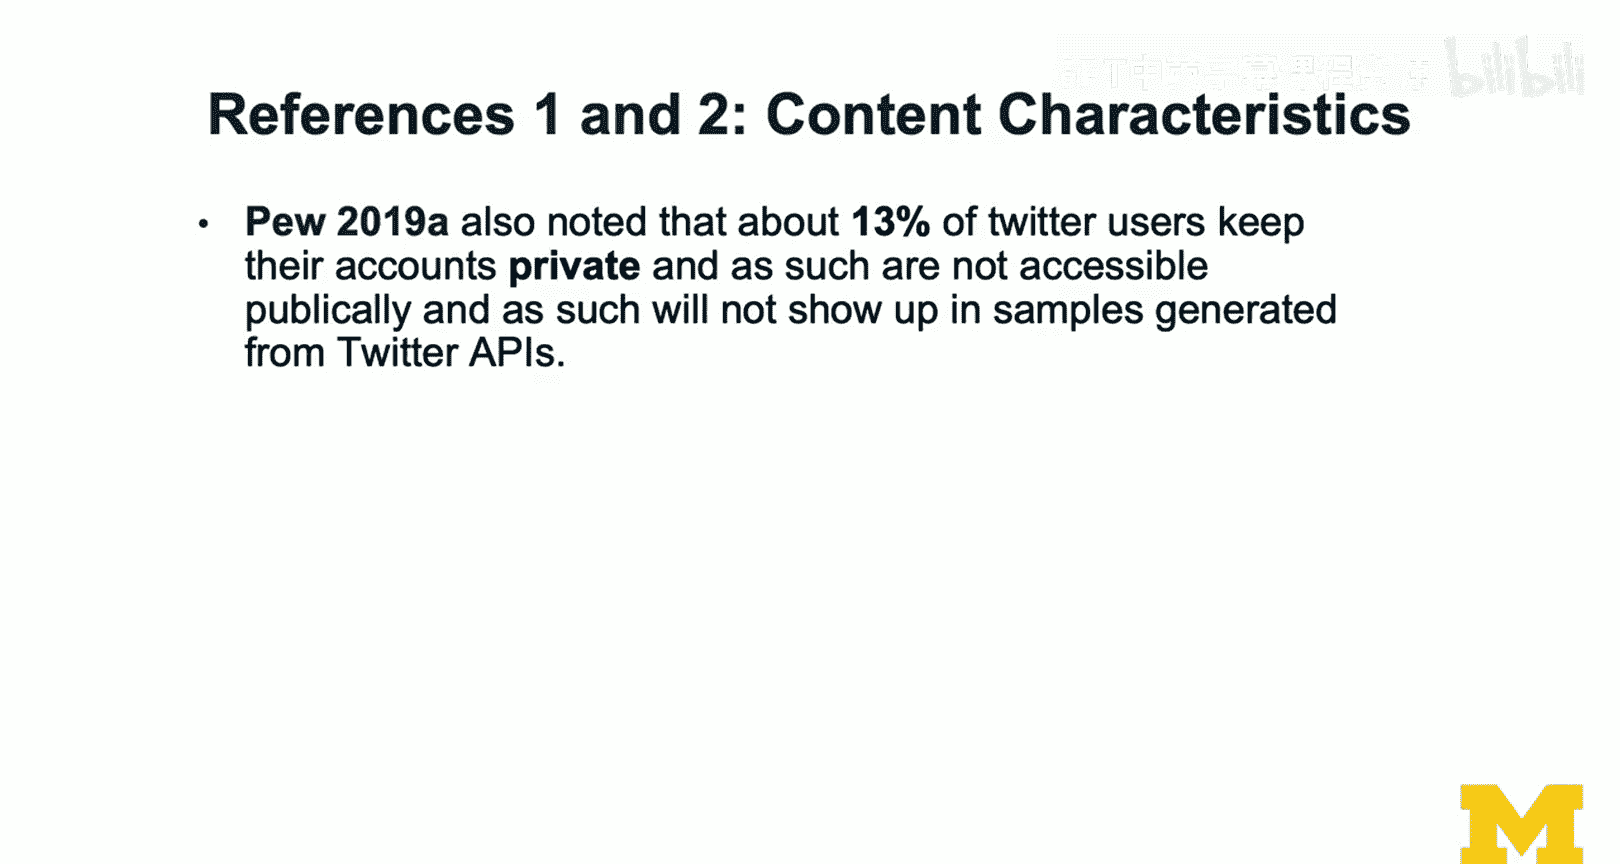 bilibili
References 1 and 2: Content Characteristics
• Pew 2019a also noted that about 13% of twitter users keep
their accounts private and as such are not accessible
publically and as such will not show up in samples generated
from Twitter APIs.
M